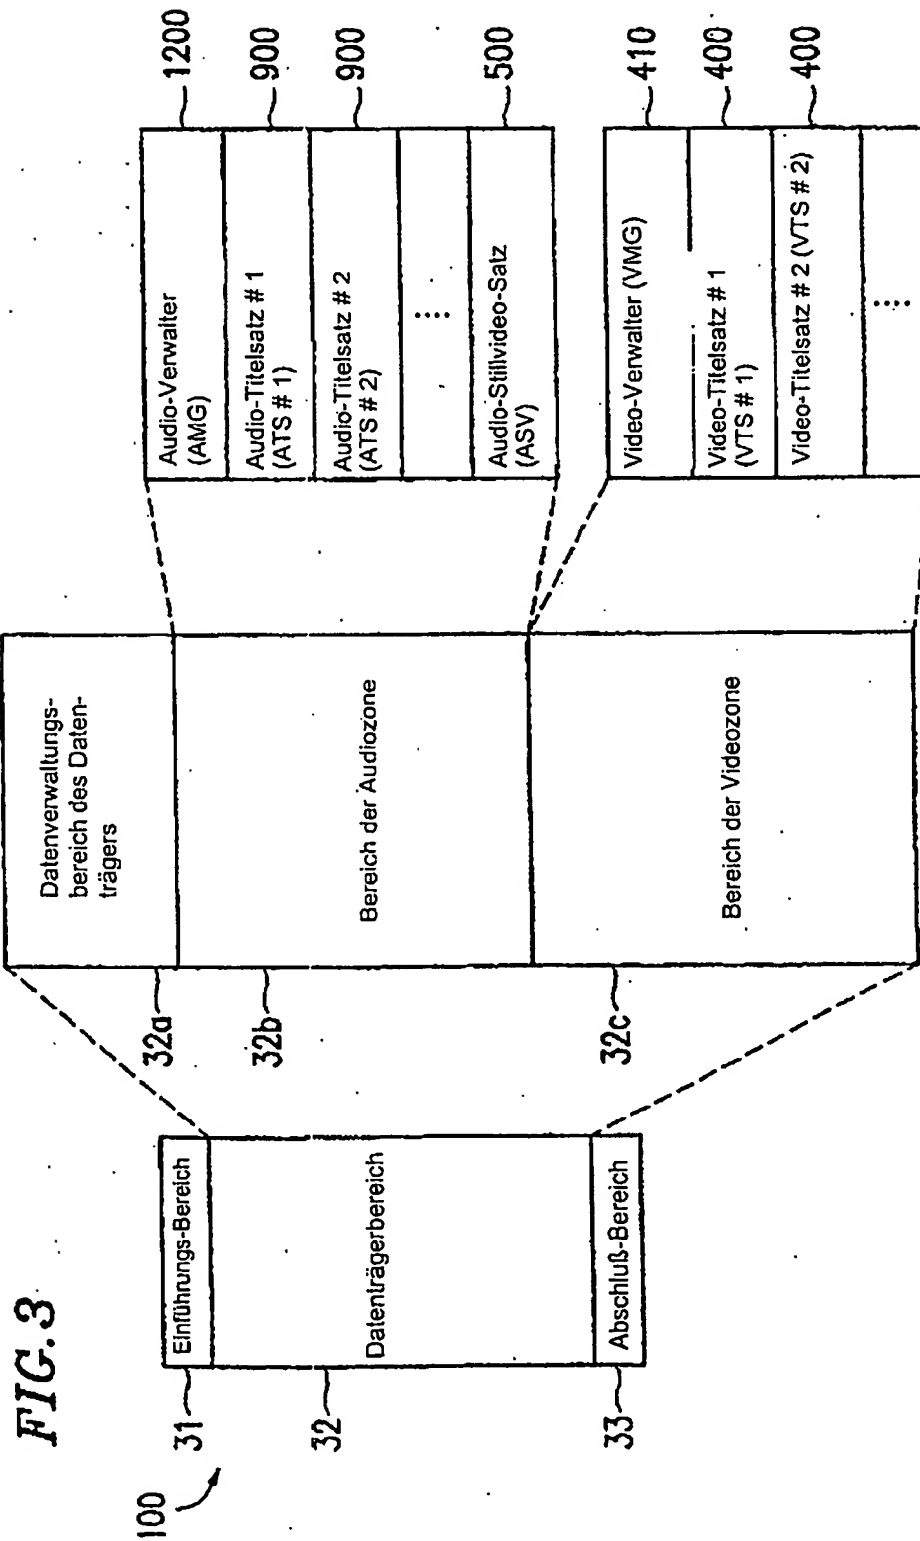 FIG. 3
100
31
Einführungs-Bereich
32
Datenträgerbereich
33
Abschluß-Bereich
32a
Datenverwaltungs-
bereich des Daten-
trägers
32b
Bereich der Audiozone
32c
Bereich der Videozone
Audio-Verwalter
(AMG)
1200
Audio-Titelsatz # 1
(ATS # 1)
900
Audio-Titelsatz # 2
(ATS # 2)
900
Audio-Stillvideo-Satz
(ASV)
500
Video-Verwalter (VMG)
410
Video-Titelsatz # 1
(VTS # 1)
400
Video-Titelsatz # 2 (VTS # 2)
400